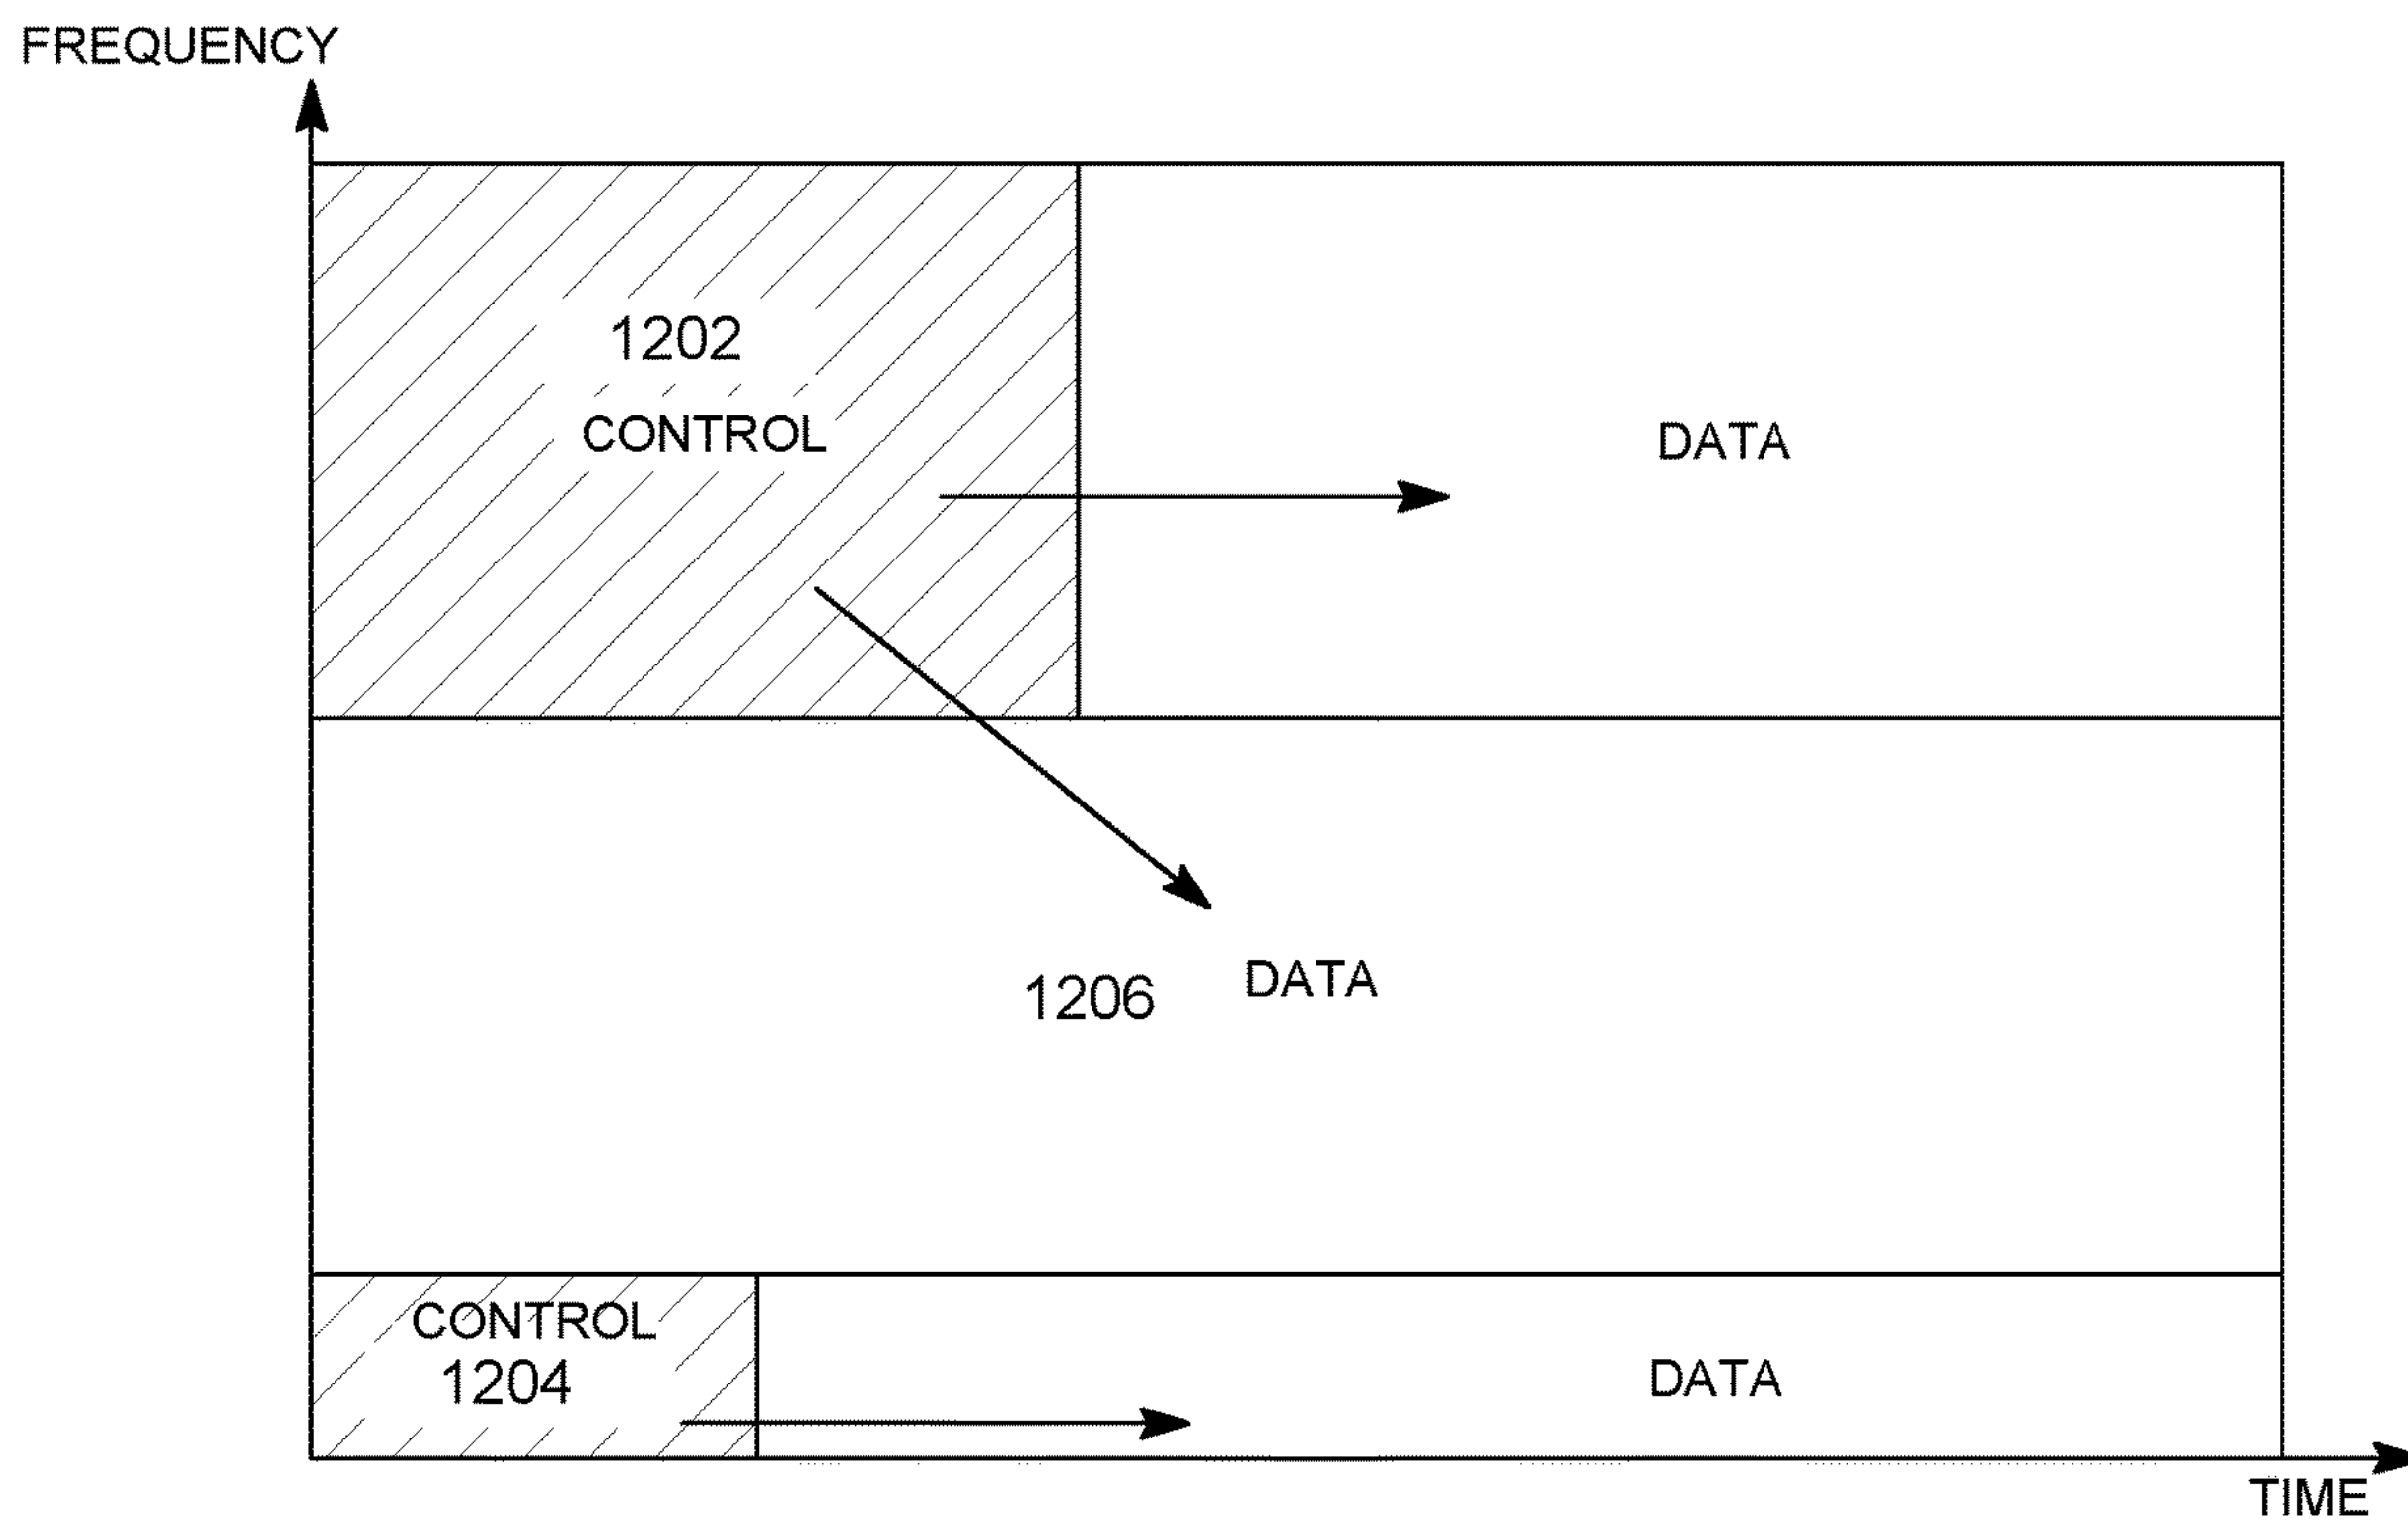 FREQUENCY
1202
CONTROL
DATA
1206
DATA
CONTROL
1204
DATA
TIME